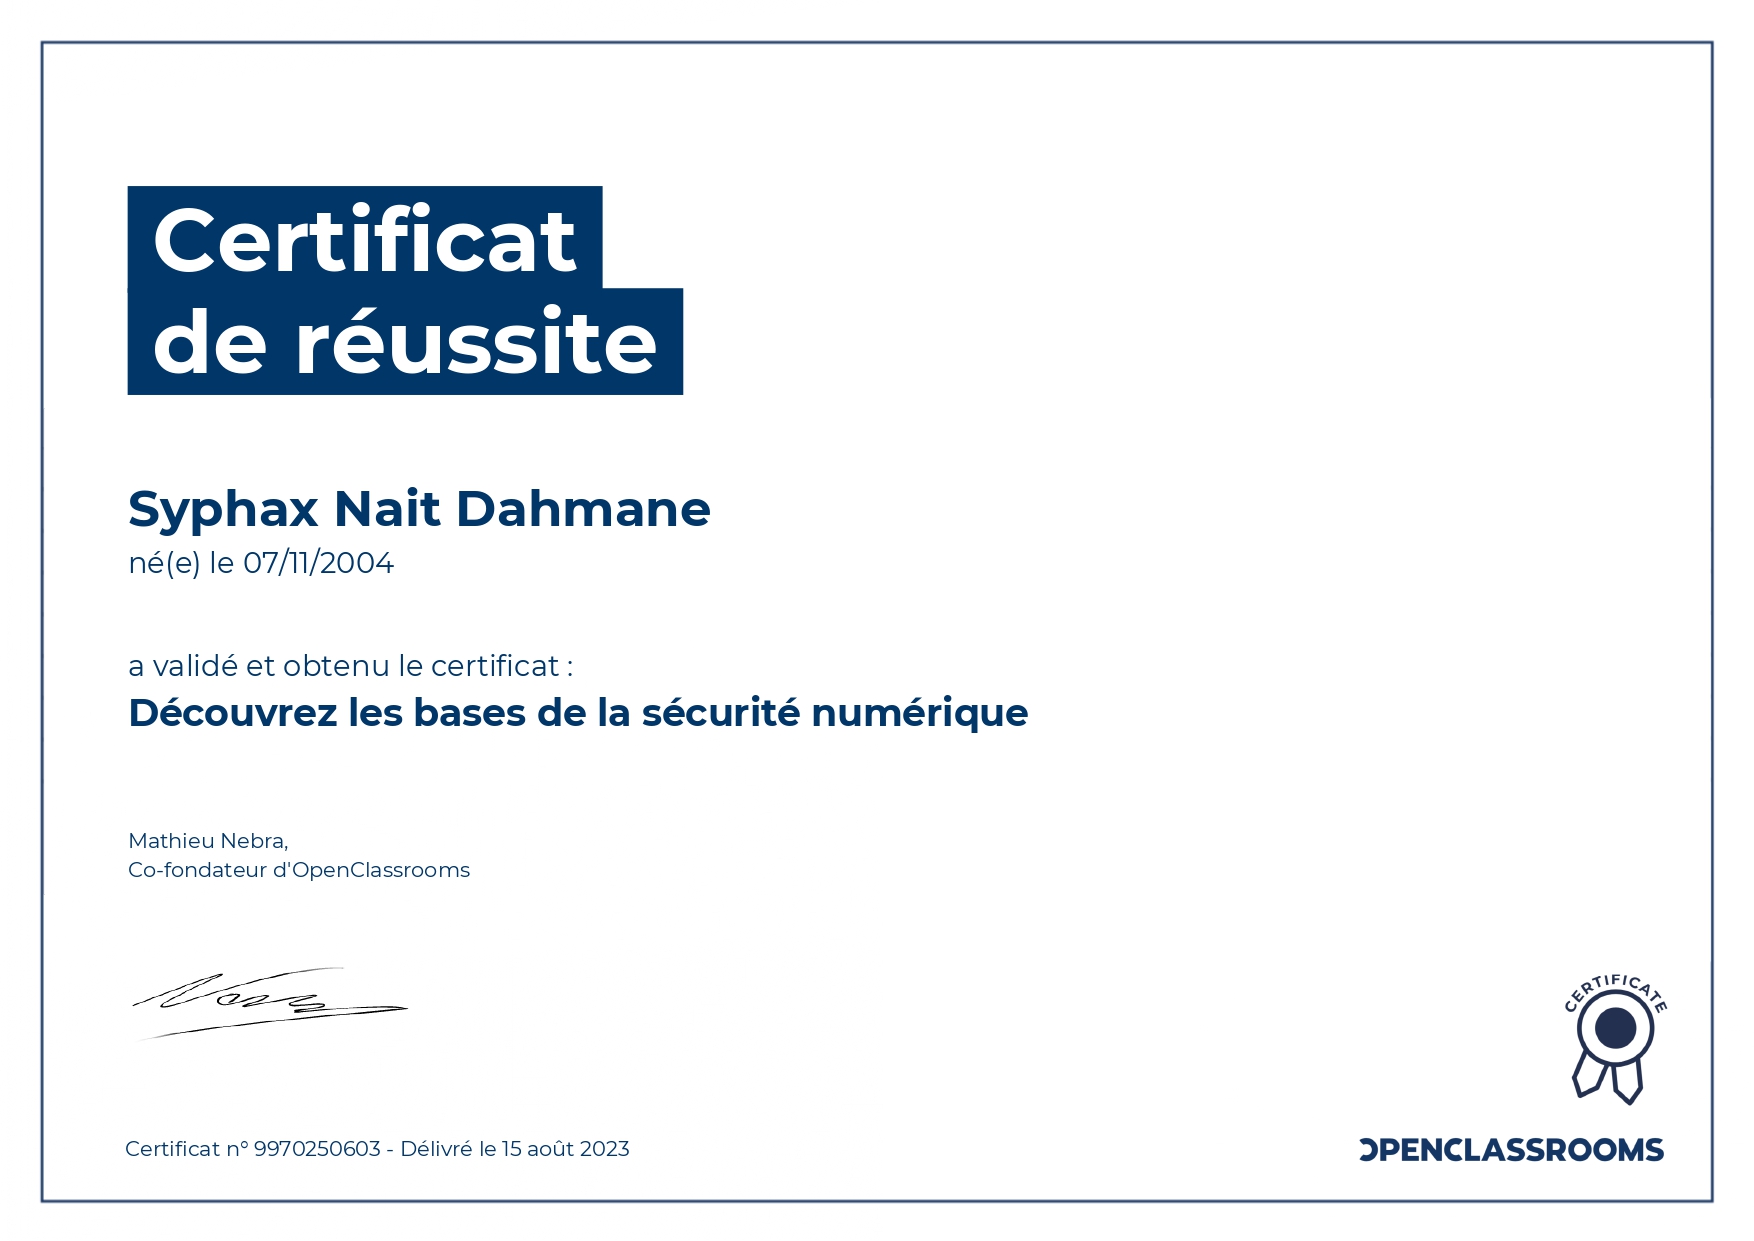 Certificat
de réussite
Syphax Nait Dahmane
né(e) le 07/11/2004
a validé et obtenu le certificat :
Découvrez les bases de la sécurité numérique
Mathieu Nebra,
Co-fondateur d'OpenClassrooms
CERTIFICATE
Certificat n° 9970250603 - Délivré le 15 août 2023
OPENCLASSROOMS